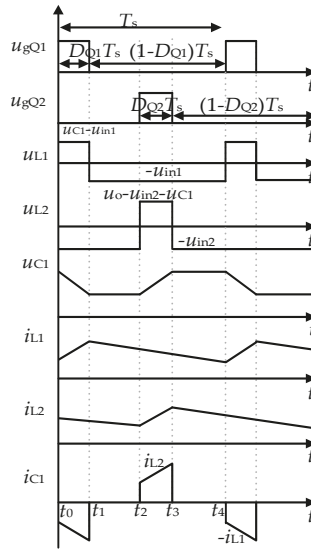 Ts
ugQ1
DQ1Ts (1-DQ1)Ts
t
ugQ2
DQ2Ts (1-DQ2)Ts
t
uC1-uin1
uL1
-uin1
t
uo-uin2-uC1
uL2
-uin2
t
uC1
t
iL1
t
iL2
t
iL2
iC1
t0 t1 t2 t3 t4 t
-iL1